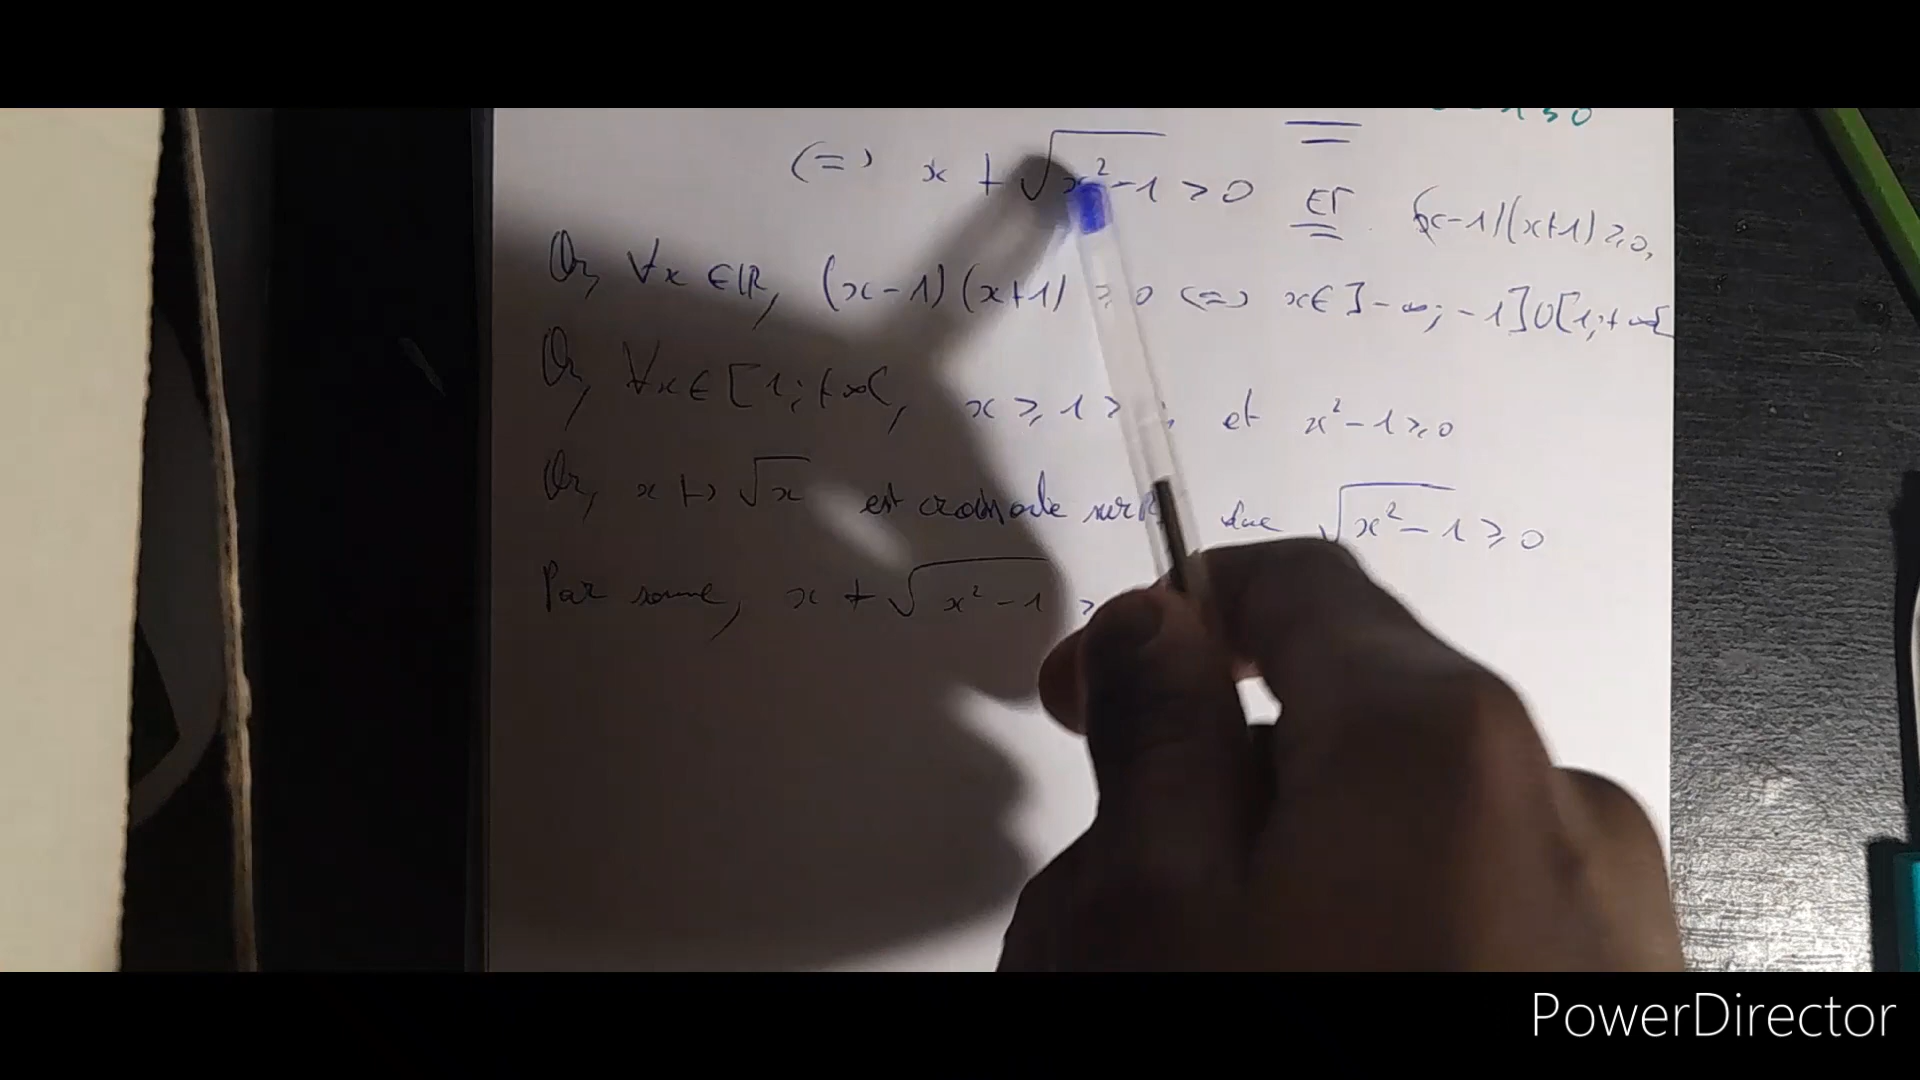 (=) x + √(x²-1) > 0 ET (x-1)(x+1) ≥ 0,
Or, ∀x ∈ ℝ, (x-1)(x+1) ≥ 0 (=) x ∈ ]-∞; -1]∪[1; +∞[
Or, ∀x ∈ [1; +∞[, x ≥ 1 > et x²-1 ≥ 0
Or, x ↦ √x est sur donc √(x²-1) ≥ 0
Par somme, x + √(x²-1) >
PowerDirector